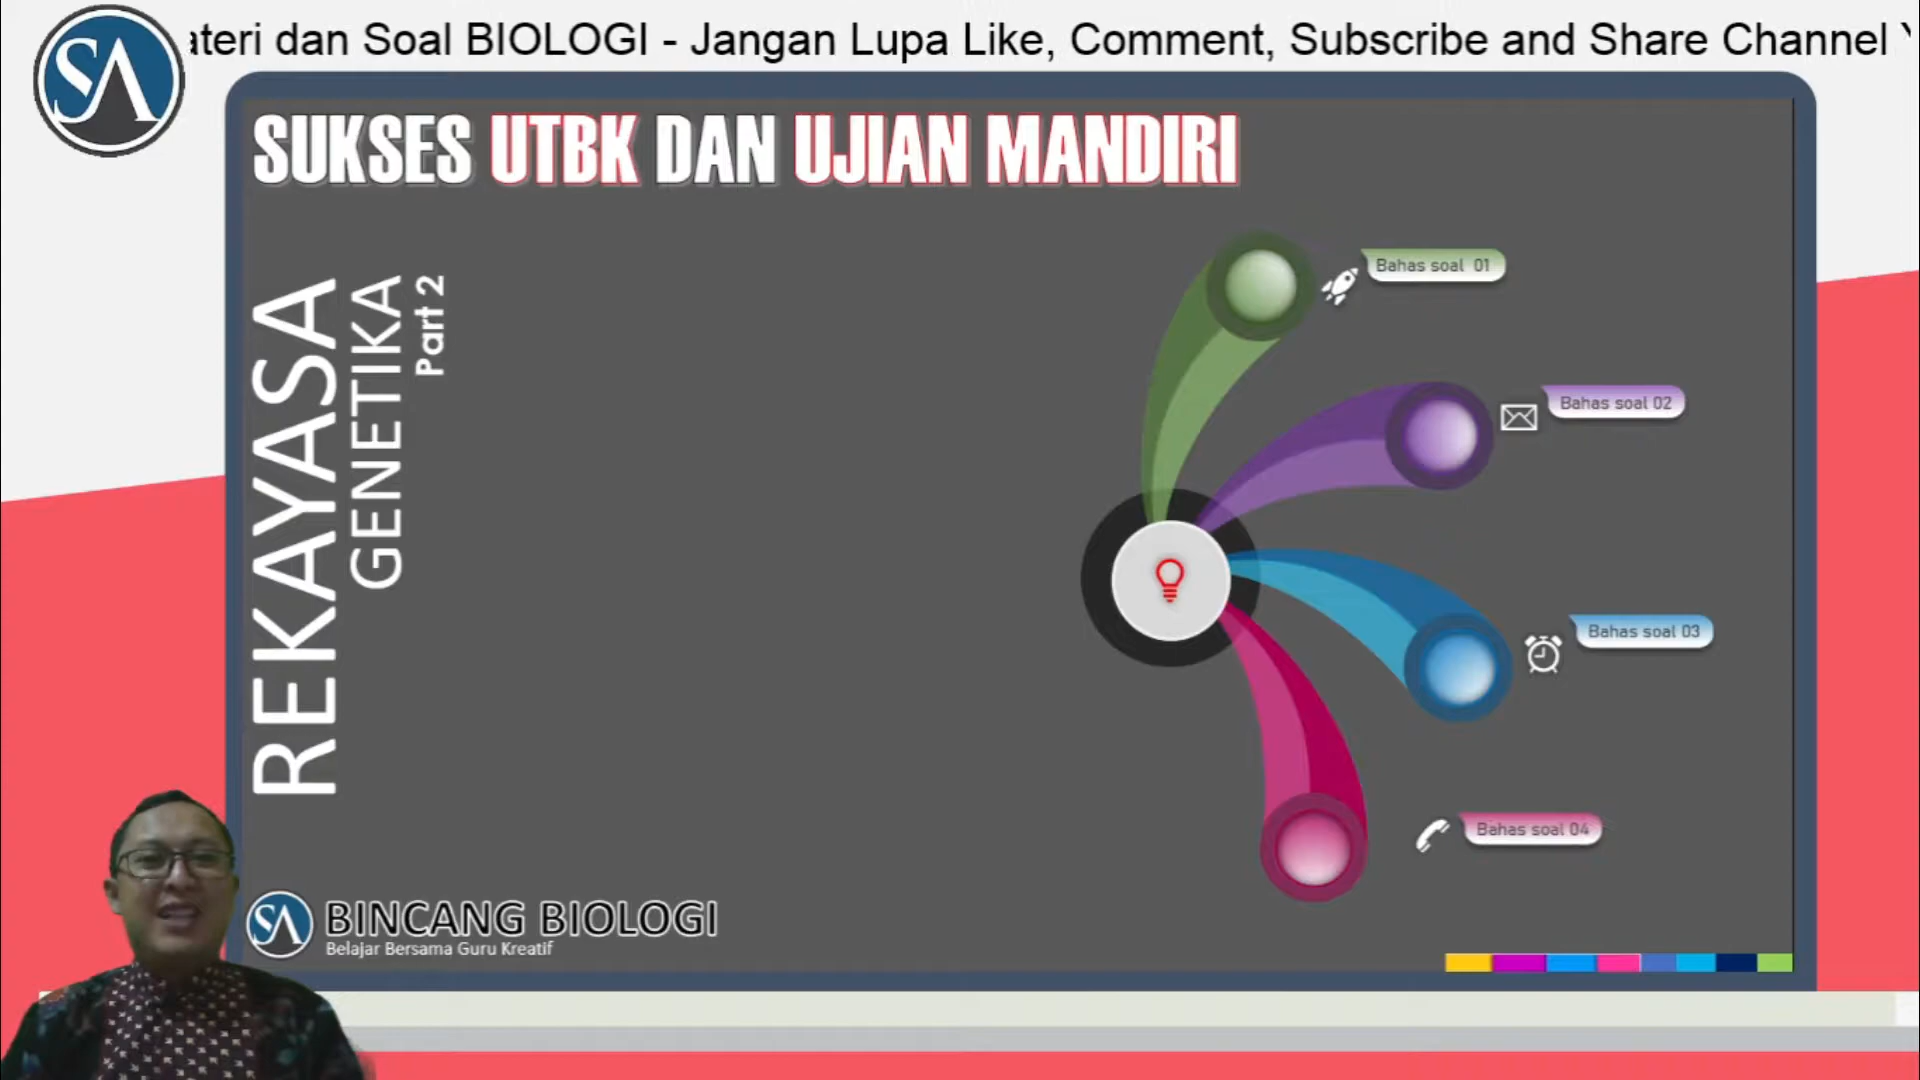 ateri dan Soal BIOLOGI - Jangan Lupa Like, Comment, Subscribe and Share Channel
SA
SUKSES UTBK DAN UJIAN MANDIRI
REKAYASA
GENETIKA
Part 2
Bahas soal 01
Bahas soal 02
Bahas soal 03
Bahas soal 04
SA
BINCANG BIOLOGI
Belajar Bersama Guru Kreatif